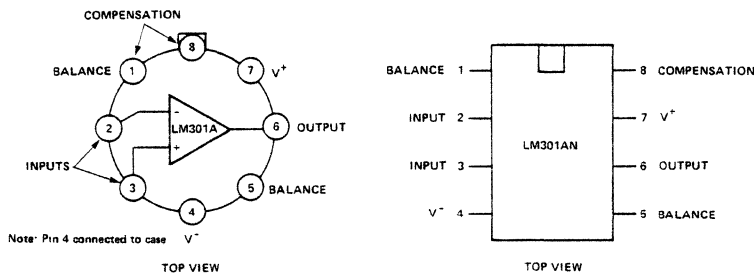 COMPENSATION
8
BALANCE
1
7
V+
2
-
LM301A
+
6
OUTPUT
INPUTS
3
5
BALANCE
4
Note: Pin 4 connected to case
V-
TOP VIEW
BALANCE 1
8 COMPENSATION
INPUT 2
7 V+
LM301AN
INPUT 3
6 OUTPUT
V- 4
5 BALANCE
TOP VIEW